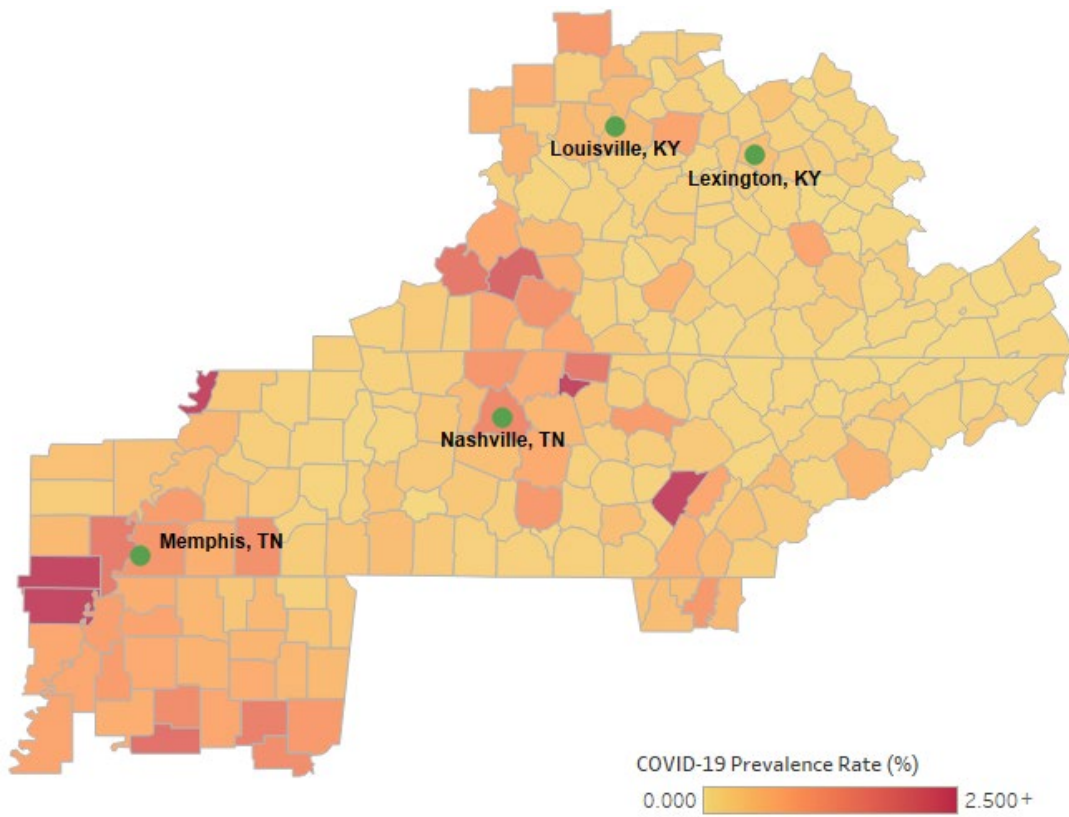 Louisville, KY
Lexington, KY
Nashville, TN
Memphis, TN
COVID-19 Prevalence Rate (%)
0.000 2.500+